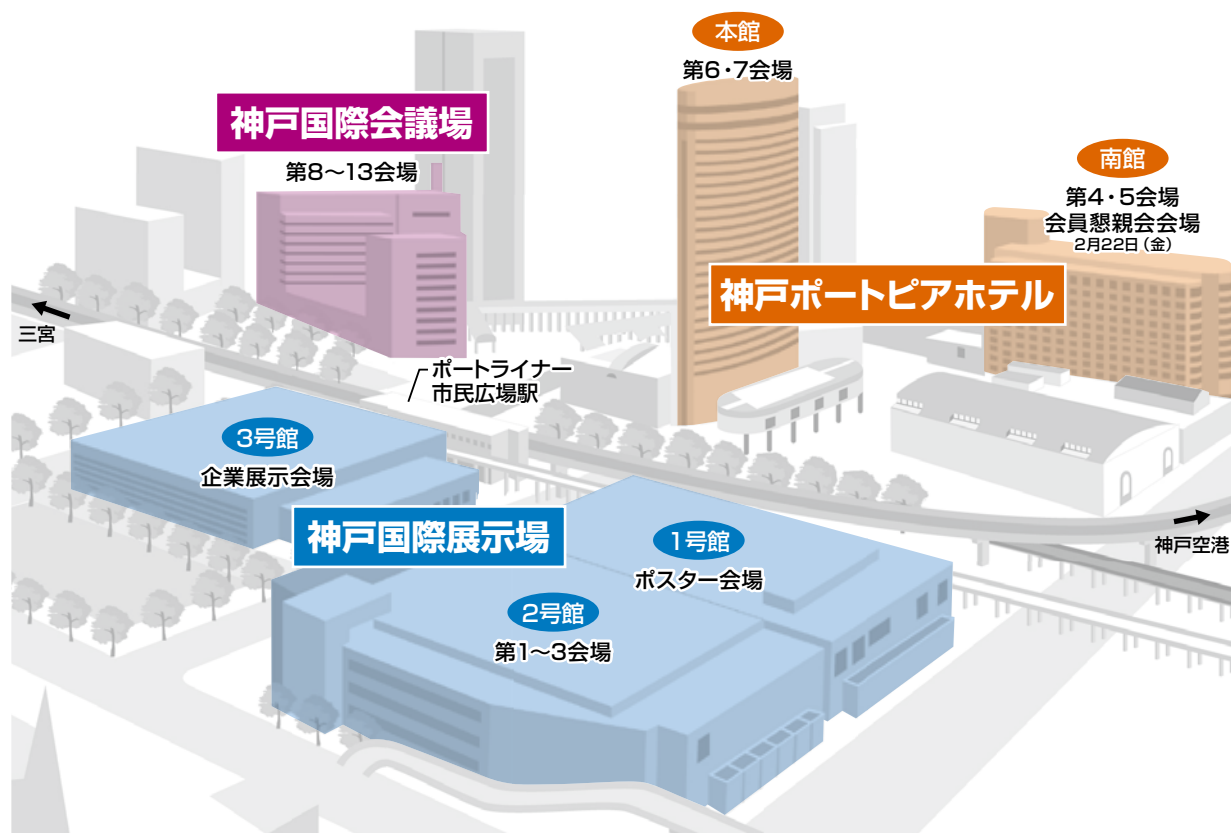 本館
第6・7会場
神戸国際会議場
第8～13会場
南館
第4・5会場
会員懇親会会場
2月22日（金）
神戸ポートピアホテル
三宮
ポートライナー
市民広場駅
3号館
企業展示会場
神戸国際展示場
1号館
ポスター会場
神戸空港
2号館
第1～3会場